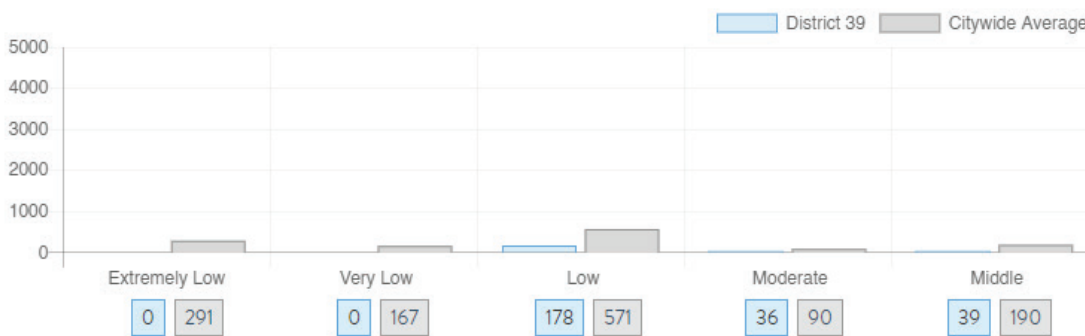 District 39 Citywide Average
5000
4000
3000
2000
1000
0
Extremely Low Very Low Low Moderate Middle
0 291 0 167 178 571 36 90 39 190